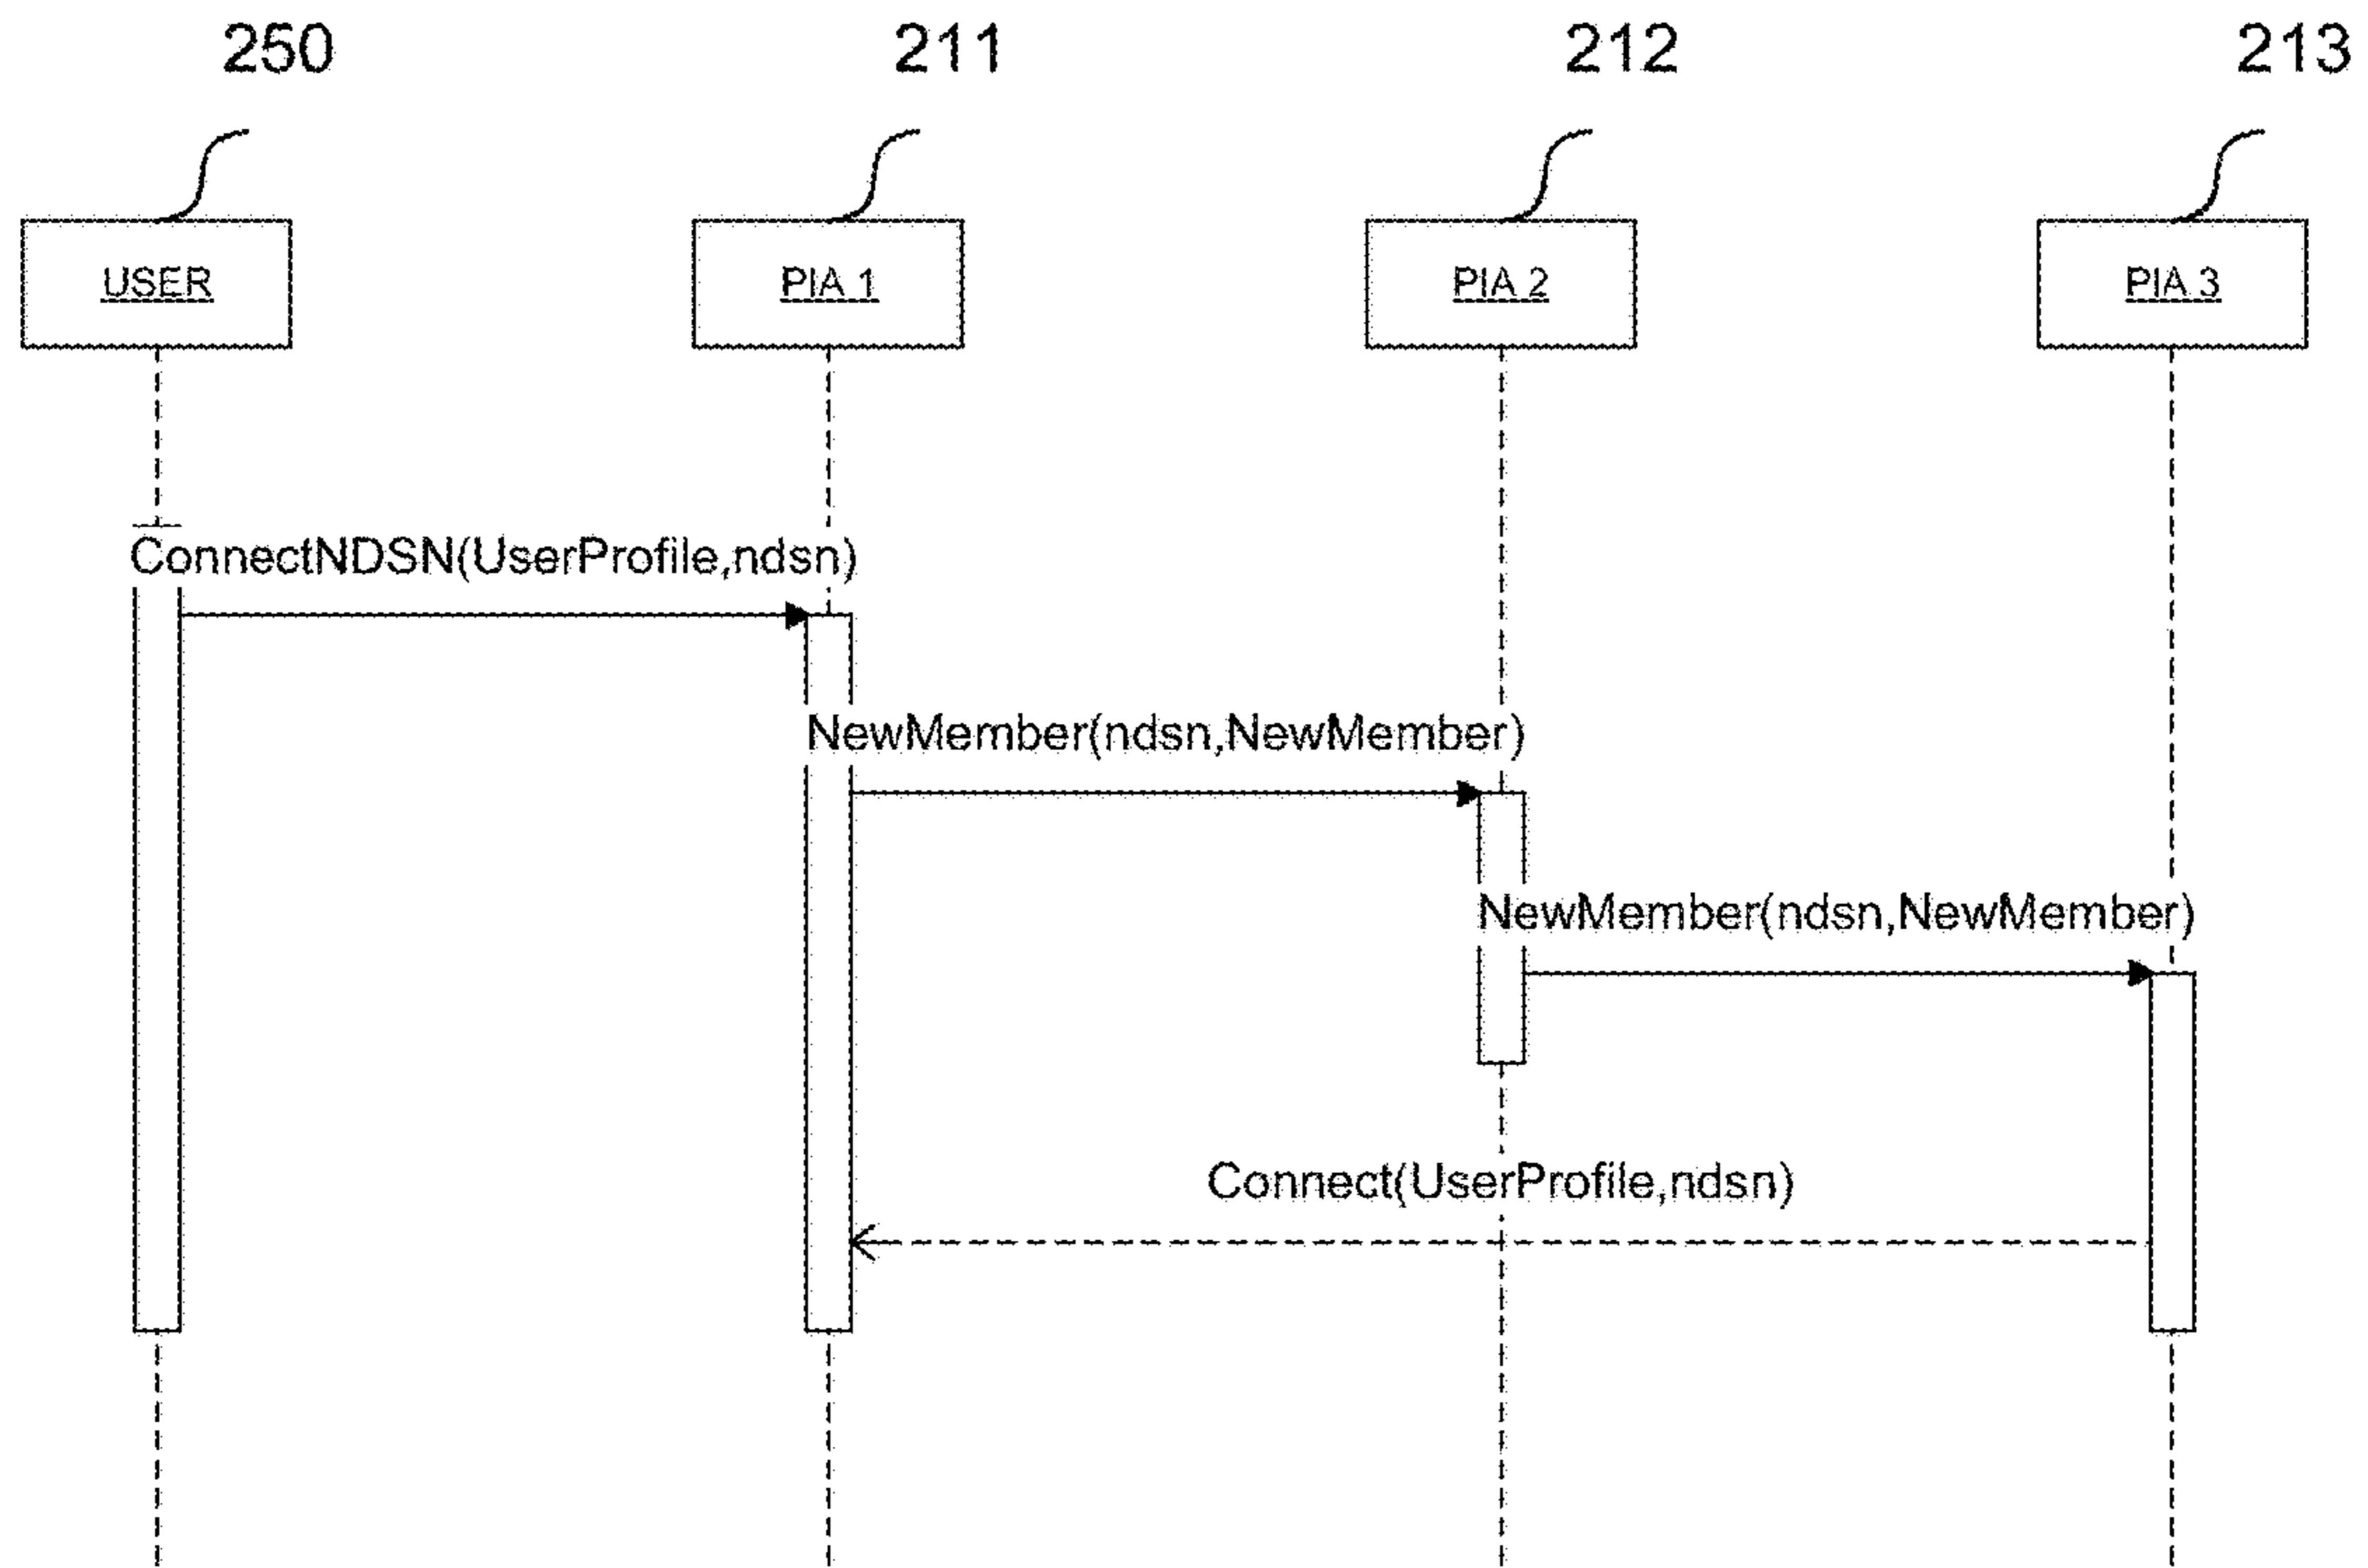 250 211 212 213
USER PIA 1 PIA 2 PIA 3
ConnectNDSN(UserProfile,ndsn)
NewMember(ndsn,NewMember)
NewMember(ndsn,NewMember)
Connect(UserProfile,ndsn)